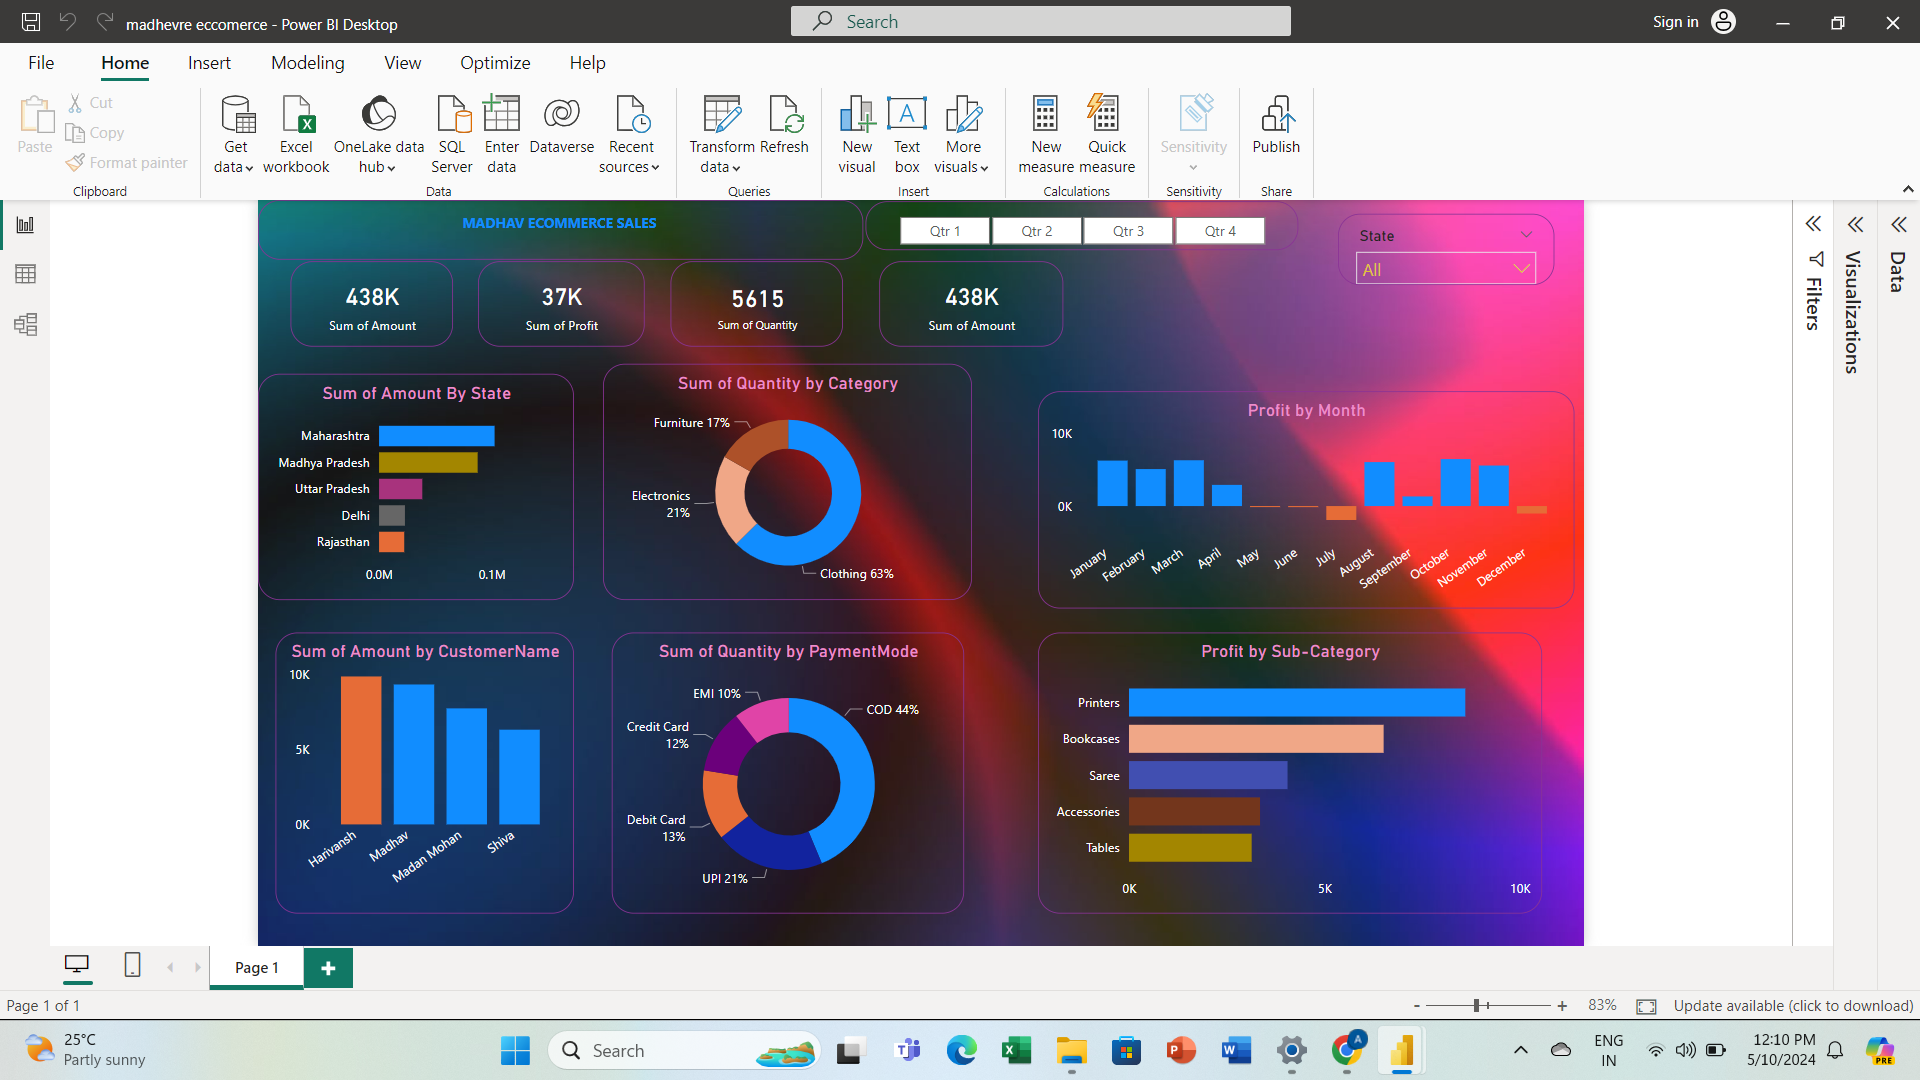 madhevre eccomerce - Power BI Desktop
Search
Sign in
File Home Insert Modeling View Optimize Help
Paste
Cut
Copy
Format painter
Clipboard
Get data
Excel workbook
OneLake data hub
SQL Server
Enter data
Dataverse
Recent sources
Data
Transform data
Refresh
Queries
New visual
Text box
More visuals
Insert
New measure
Quick measure
Calculations
Sensitivity
Sensitivity
Publish
Share
MADHAV ECOMMERCE SALES
Qtr 1 Qtr 2 Qtr 3 Qtr 4
State
All
Filters
Visualizations
Data
438K
Sum of Amount
37K
Sum of Profit
5615
Sum of Quantity
438K
Sum of Amount
Sum of Amount By State
Maharashtra
Madhya Pradesh
Uttar Pradesh
Delhi
Rajasthan
0.0M 0.1M
Sum of Quantity by Category
Furniture 17%
Electronics
21%
Clothing 63%
Profit by Month
10K
0K
January February March April May June July August September October November December
Sum of Amount by CustomerName
10K
5K
0K
Harivansh Madhav Madan Mohan Shiva
Sum of Quantity by PaymentMode
EMI 10%
COD 44%
Credit Card
12%
Debit Card
13%
UPI 21%
Profit by Sub-Category
Printers
Bookcases
Saree
Accessories
Tables
0K 5K 10K
Page 1
+
Page 1 of 1
- + 83%
Update available (click to download)
25°C
Partly sunny
Search
A
ENG
IN
12:10 PM
5/10/2024
PRE